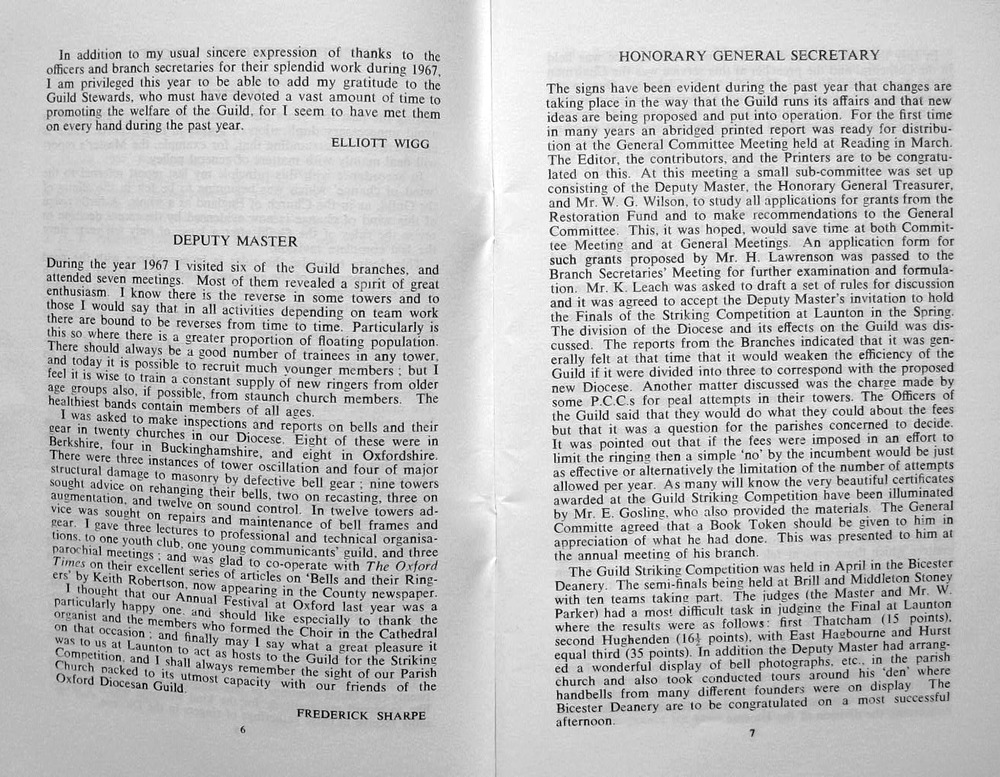 In addition to my usual sincere expression of thanks to the
officers and branch secretaries for their splendid work during 1967,
I am privileged this year to be able to add my gratitude to the
Guild Stewards, who must have devoted a vast amount of time to
promoting the welfare of the Guild, for I seem to have met them
on every hand during the past year.
ELLIOTT WIGG
DEPUTY MASTER
During the year 1967 I visited six of the Guild branches, and
attended seven meetings. Most of them revealed a spirit of great
enthusiasm. I know there is the reverse in some towers and to
those I would say that in all activities depending on team work
there are bound to be reverses from time to time. Particularly is
this so where there is a greater proportion of floating population.
There should always be a good number of trainees in any tower,
and today it is possible to recruit much younger members ; but I
feel it is wise to train a constant supply of new ringers from older
age groups also, if possible, from staunch church members. The
healthiest bands contain members of all ages.
I was asked to make inspections and reports on bells and their
gear in twenty churches in our Diocese. Eight of these were in
Berkshire, four in Buckinghamshire, and eight in Oxfordshire.
There were three instances of tower oscillation and four of major
structural damage to masonry by defective bell gear ; nine towers
sought advice on rehanging their bells, two on recasting, three on
augmentation, and twelve on sound control. In twelve towers ad-
vice was sought on repairs and maintenance of bell frames and
gear. I gave three lectures to professional and technical organisa-
tions, to one youth club, one young communicants' guild, and three
parochial meetings ; and was glad to co-operate with The Oxford
Times on their excellent series of articles on 'Bells and their Ring-
ers' by Keith Robertson, now appearing in the County newspaper.
I thought that our Annual Festival at Oxford last year was a
particularly happy one, and should like especially to thank the
organist and the members who formed the Choir in the Cathedral
on that occasion ; and finally may I say what a great pleasure it
was to us at Launton to act as hosts to the Guild for the Striking
Competition, and I shall always remember the sight of our Parish
Church packed to its utmost capacity with our friends of the
Oxford Diocesan Guild.
FREDERICK SHARPE
6
HONORARY GENERAL SECRETARY
The signs have been evident during the past year that changes are
taking place in the way that the Guild runs its affairs and that new
ideas are being proposed and put into operation. For the first time
in many years an abridged printed report was ready for distribu-
tion at the General Committee Meeting held at Reading in March.
The Editor, the contributors, and the Printers are to be congratu-
lated on this. At this meeting a small sub-committee was set up
consisting of the Deputy Master, the Honorary General Treasurer,
and Mr. W. G. Wilson, to study all applications for grants from the
Restoration Fund and to make recommendations to the General
Committee. This, it was hoped, would save time at both Commit-
tee Meeting and at General Meetings. An application form for
such grants proposed by Mr. H. Lawrenson was passed to the
Branch Secretaries' Meeting for further examination and formula-
tion. Mr. K. Leach was asked to draft a set of rules for discussion
and it was agreed to accept the Deputy Master's invitation to hold
the Finals of the Striking Competition at Launton in the Spring.
The division of the Diocese and its effects on the Guild was dis-
cussed. The reports from the Branches indicated that it was gen-
erally felt at that time that it would weaken the efficiency of the
Guild if it were divided into three to correspond with the proposed
new Diocese. Another matter discussed was the charge made by
some P.C.C.s for peal attempts in their towers. The Officers of
the Guild said that they would do what they could about the fees
but that it was a question for the parishes concerned to decide.
It was pointed out that if the fees were imposed in an effort to
limit the ringing then a simple 'no' by the incumbent would be just
as effective or alternatively the limitation of the number of attempts
allowed per year. As many will know the very beautiful certificates
awarded at the Guild Striking Competition have been illuminated
by Mr. E. Gosling, who also provided the materials. The General
Committe agreed that a Book Token should be given to him in
appreciation of what he had done. This was presented to him at
the annual meeting of his branch.
The Guild Striking Competition was held in April in the Bicester
Deanery. The semi-finals being held at Brill and Middleton Stoney
with ten teams taking part. The judges (the Master and Mr. W.
Parker) had a most difficult task in judging the Final at Launton
where the results were as follows: first Thatcham (15 points),
second Hughenden (16½ points), with East Hagbourne and Hurst
equal third (35 points). In addition the Deputy Master had arrang-
ed a wonderful display of bell photographs, etc., in the parish
church and also took conducted tours around his 'den' where
handbells from many different founders were on display. The
Bicester Deanery are to be congratulated on a most successful
afternoon.
7